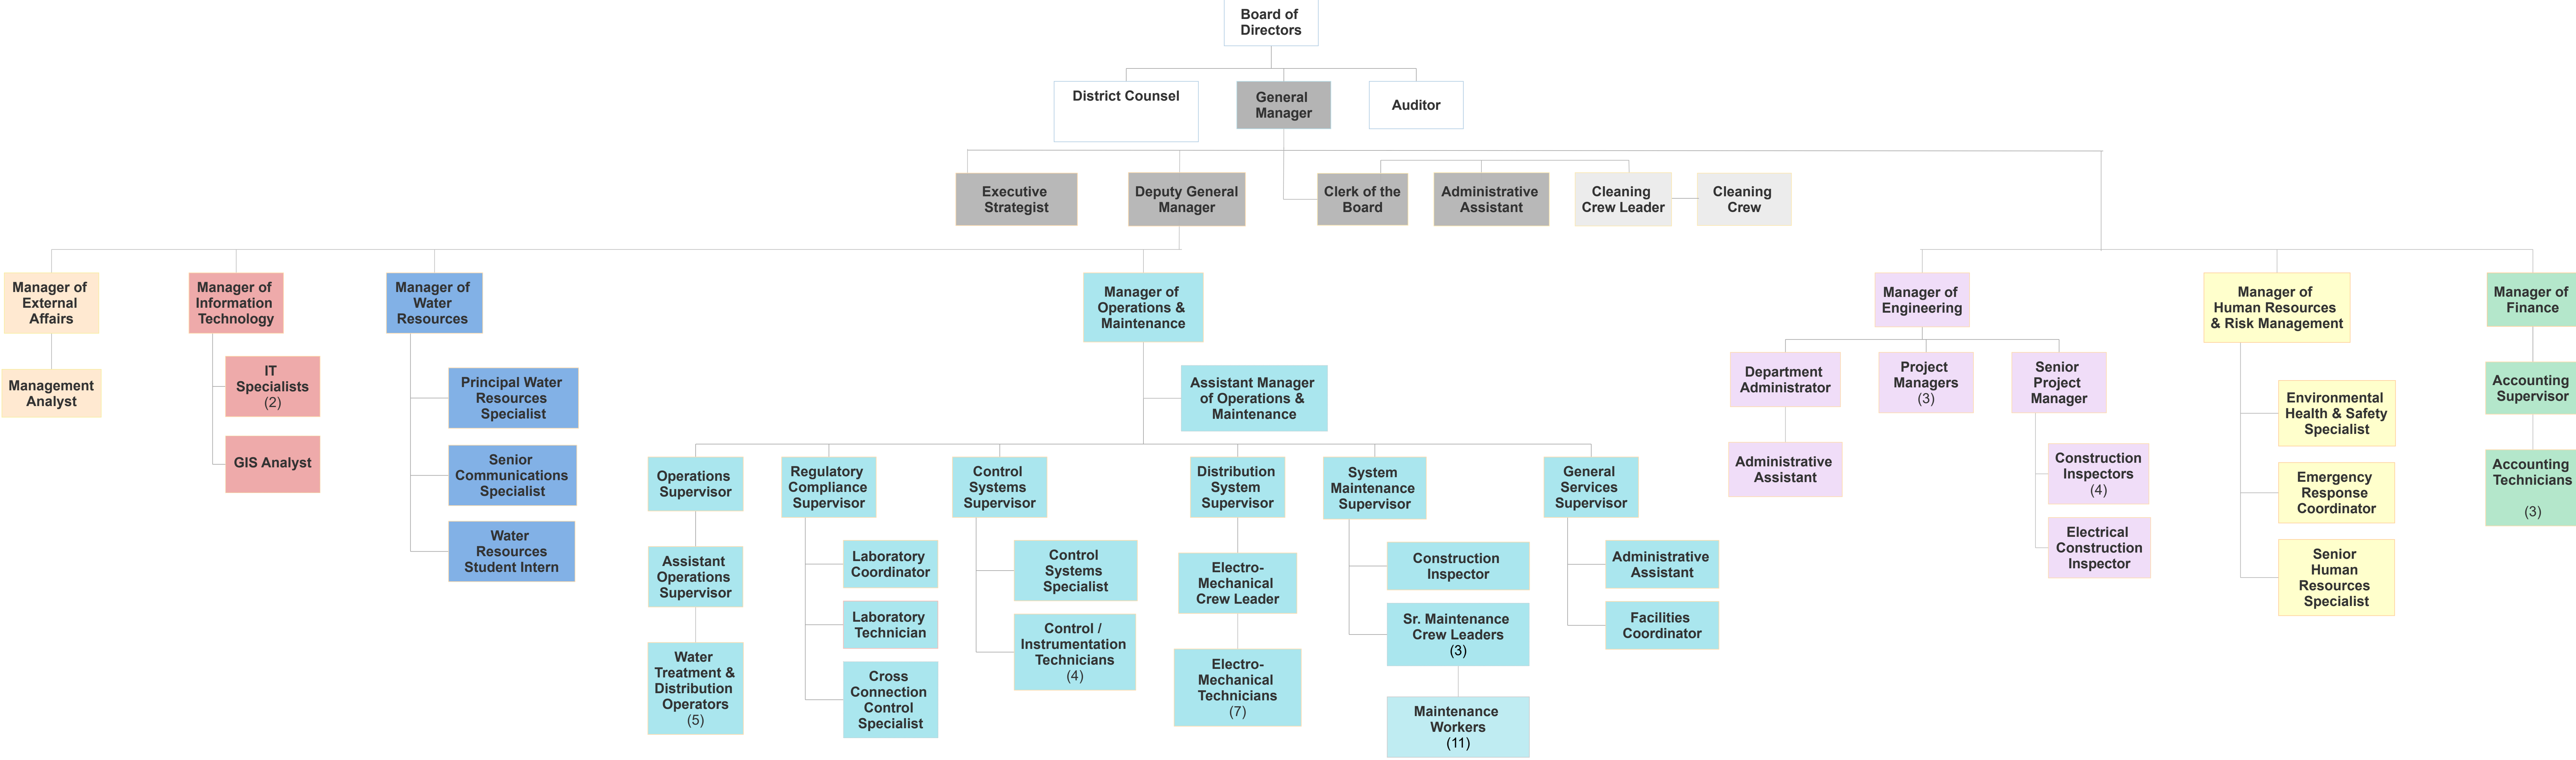 Board of
Directors
District Counsel
General
Manager
Auditor
Executive
Strategist
Deputy General
Manager
Clerk of the
Board
Administrative
Assistant
Cleaning
Crew Leader
Cleaning
Crew
Manager of
External
Affairs
Manager of
Information
Technology
Manager of
Water
Resources
Manager of
Operations &
Maintenance
Manager of
Engineering
Manager of
Human Resources
& Risk Management
Manager of
Finance
Management
Analyst
IT
Specialists
(2)
GIS Analyst
Principal Water
Resources
Specialist
Senior
Communications
Specialist
Water
Resources
Student Intern
Assistant Manager
of Operations &
Maintenance
Operations
Supervisor
Assistant
Operations
Supervisor
Water
Treatment &
Distribution
Operators
(5)
Regulatory
Compliance
Supervisor
Laboratory
Coordinator
Laboratory
Technician
Cross
Connection
Control
Specialist
Control
Systems
Supervisor
Control
Systems
Specialist
Control /
Instrumentation
Technicians
(4)
Distribution
System
Supervisor
Electro-
Mechanical
Crew Leader
Electro-
Mechanical
Technicians
(7)
System
Maintenance
Supervisor
Construction
Inspector
Sr. Maintenance
Crew Leaders
(3)
Maintenance
Workers
(11)
General
Services
Supervisor
Administrative
Assistant
Facilities
Coordinator
Department
Administrator
Administrative
Assistant
Project
Managers
(3)
Senior
Project
Manager
Construction
Inspectors
(4)
Electrical
Construction
Inspector
Environmental
Health & Safety
Specialist
Emergency
Response
Coordinator
Senior
Human
Resources
Specialist
Accounting
Supervisor
Accounting
Technicians
(3)